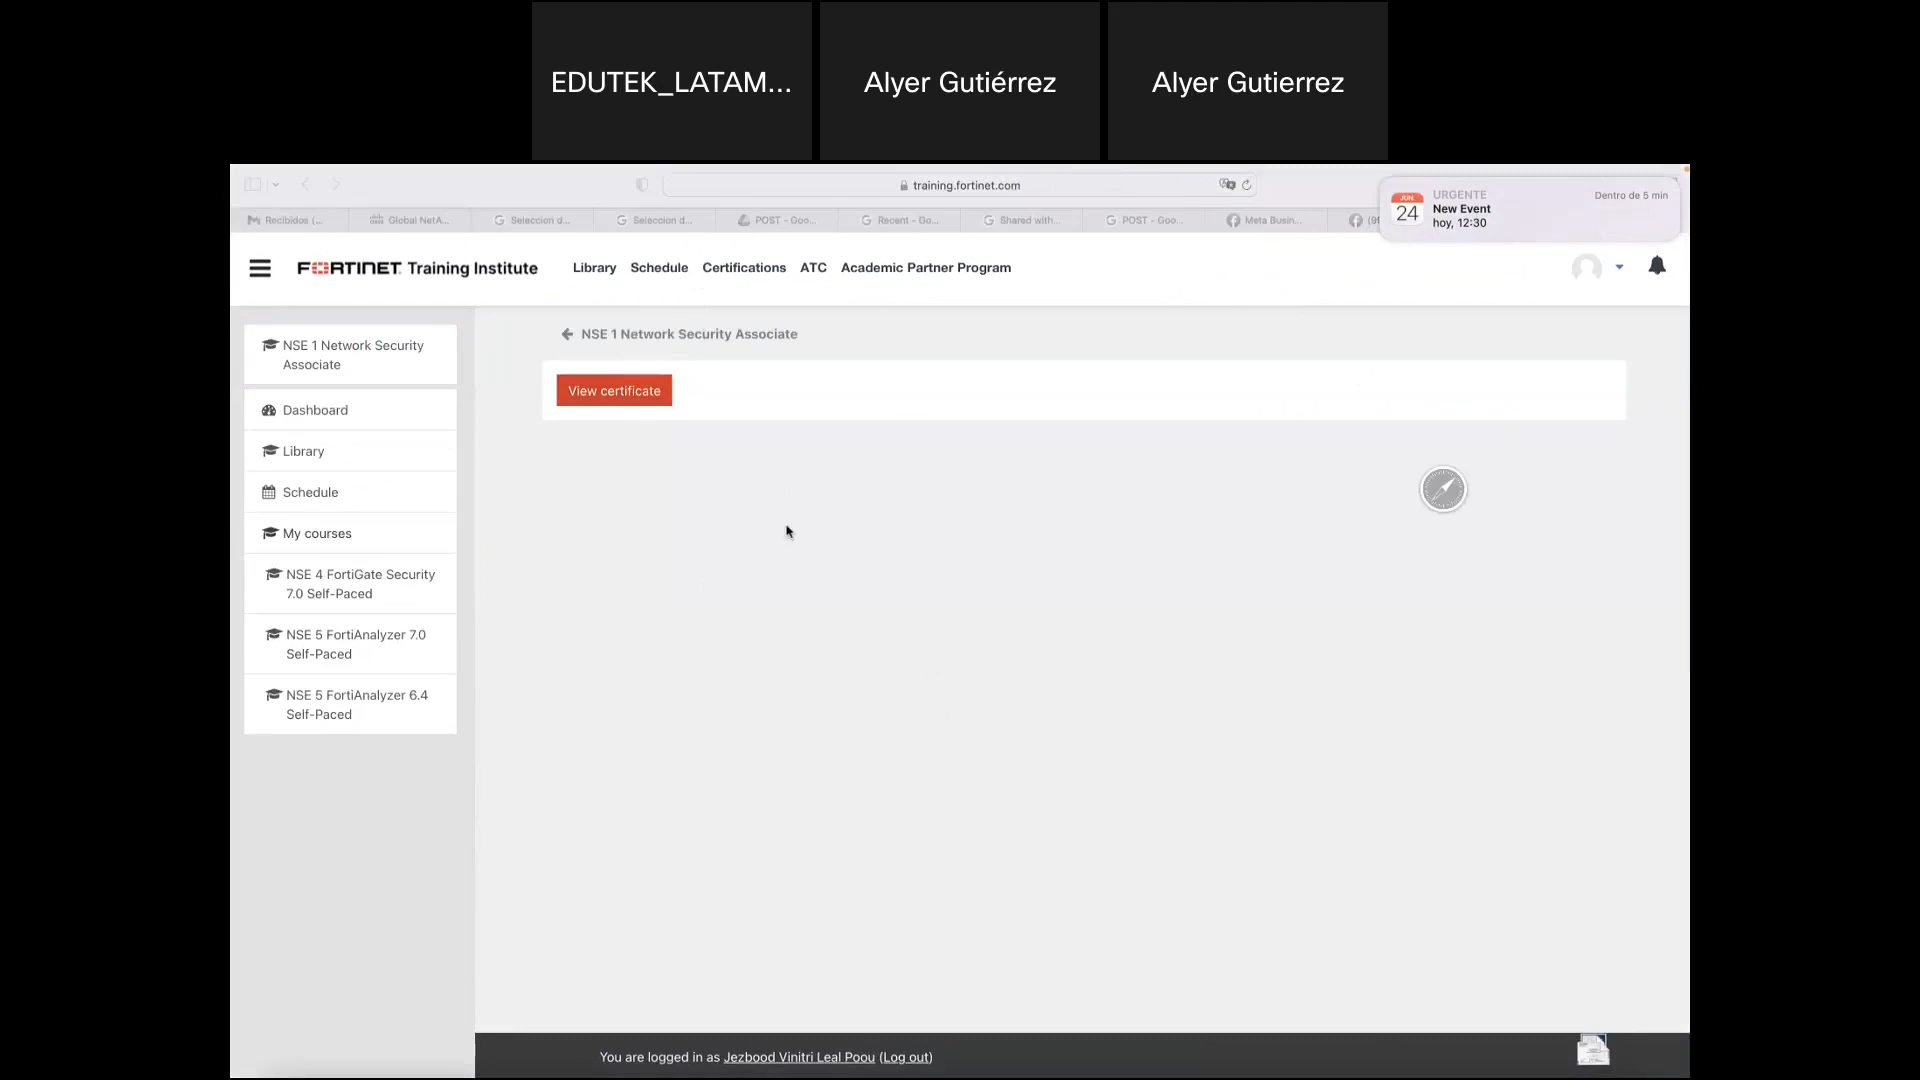 EDUTEK_LATAM...
Alyer Gutiérrez
Alyer Gutierrez
training.fortinet.com
URGENTE
Dentro de 5 min
JUN.
24
New Event
hoy, 12:30
Recibidos (...
Global NetA...
Seleccion d...
Seleccion d...
POST - Goo...
Recent - Go...
Shared with...
POST - Goo...
Meta Busin...
FORTINET Training Institute
Library
Schedule
Certifications
ATC
Academic Partner Program
NSE 1 Network Security
Associate
Dashboard
Library
Schedule
My courses
NSE 4 FortiGate Security
7.0 Self-Paced
NSE 5 FortiAnalyzer 7.0
Self-Paced
NSE 5 FortiAnalyzer 6.4
Self-Paced
NSE 1 Network Security Associate
View certificate
You are logged in as Jezbood Vinitri Leal Poou (Log out)